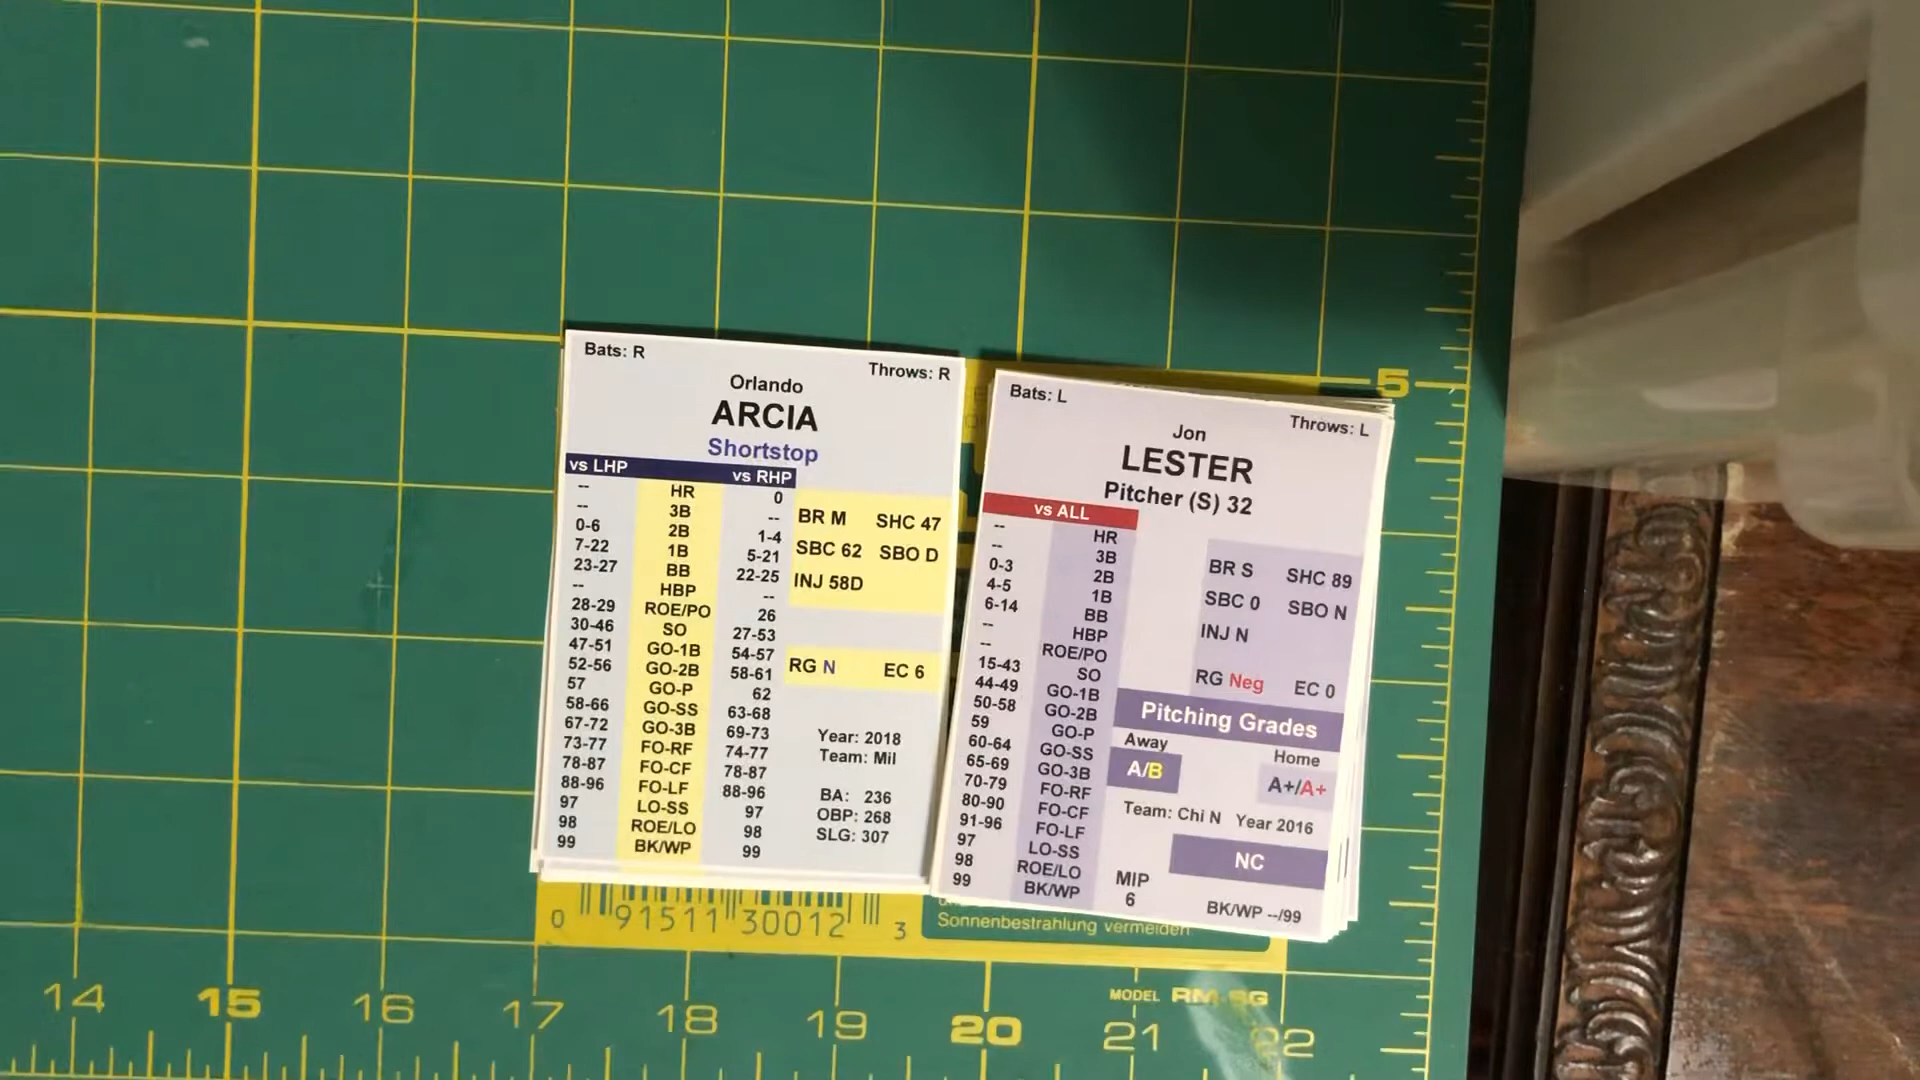 Bats: R
Throws: R
Orlando
ARCIA
Shortstop
vs LHP vs RHP
-- HR 0
-- 3B --
0-6 2B 1-4
7-22 1B 5-21
23-27 BB 22-25
-- HBP --
28-29 ROE/PO 26
30-46 SO 27-53
47-51 GO-1B 54-57
52-56 GO-2B 58-61
57 GO-P 62
58-66 GO-SS 63-68
67-72 GO-3B 69-73
73-77 FO-RF 74-77
78-87 FO-CF 78-87
88-96 FO-LF 88-96
97 LO-SS 97
98 ROE/LO 98
99 BK/WP 99
BR M SHC 47
SBC 62 SBO D
INJ 58D
RG N EC 6
Year: 2018
Team: Mil
BA: 236
OBP: 268
SLG: 307
Bats: L
Throws: L
Jon
LESTER
Pitcher (S) 32
vs ALL
-- HR
-- 3B
0-3 2B
4-5 1B
6-14 BB
-- HBP
-- ROE/PO
15-43 SO
44-49 GO-1B
50-58 GO-2B
59 GO-P
60-64 GO-SS
65-69 GO-3B
70-79 FO-RF
80-90 FO-CF
91-96 FO-LF
97 LO-SS
98 ROE/LO
99 BK/WP
BR S SHC 89
SBC 0 SBO N
INJ N
RG Neg EC 0
Pitching Grades
Away Home
A/B A+/A+
Team: Chi N Year 2016
NC
MIP
6
BK/WP --/99
5
0 91511 30012 3
Sonnenbestrahlung vermeiden.
MODEL RM-SG
14 15 16 17 18 19 20 21 22